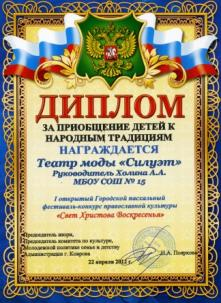 ДИПЛОМ
ЗА ПРИОБЩЕНИЕ ДЕТЕЙ К
НАРОДНЫМ ТРАДИЦИЯМ
НАГРАЖДАЕТСЯ
Театр моды «Силуэт»
Руководитель Холина А.А.
МБОУ СОШ № 15
I открытый Городской пасхальный
фестиваль-конкурс православной культуры
«Свет Христова Воскресенья»
Председатель жюри,
Председатель комитета по культуре,
Молодежной политике семьи и детству
Администрации г. Коврова
22 апреля